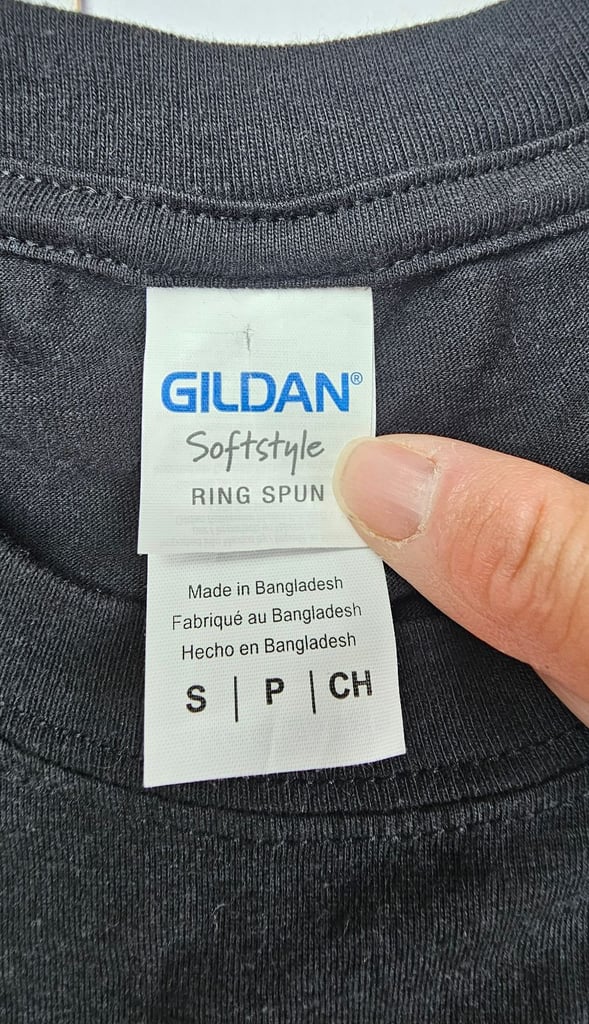 GILDAN®
Softstyle
RING SPUN
Made in Bangladesh
Fabriqué au Bangladesh
Hecho en Bangladesh
S | P | CH